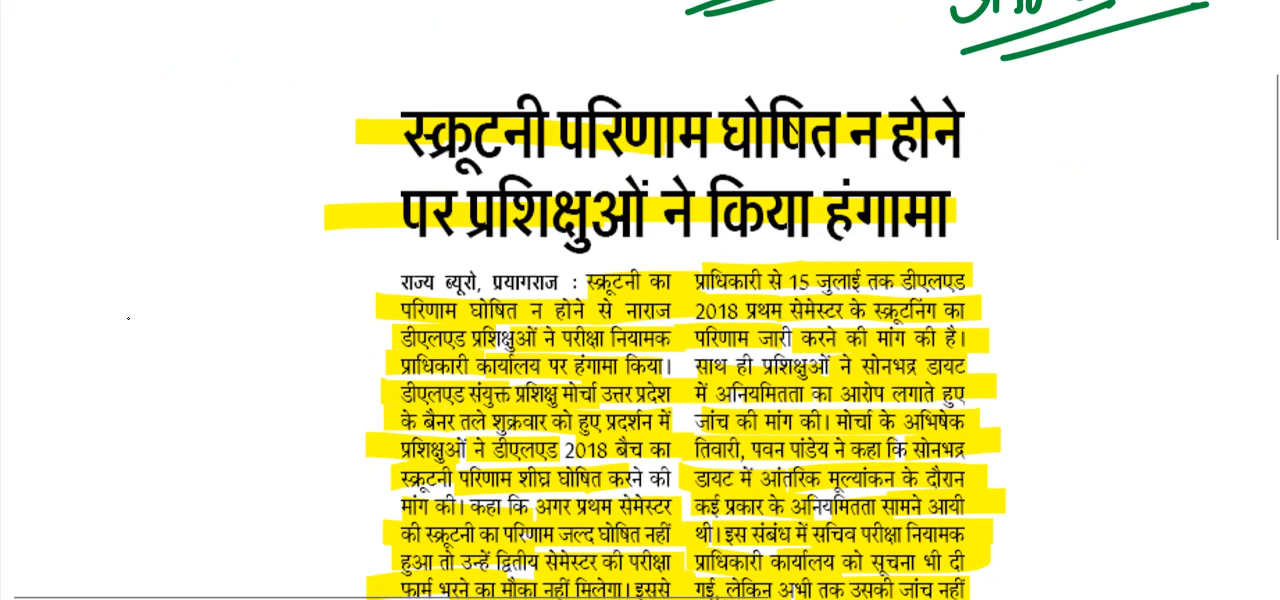 स्क्रूटनी परिणाम घोषित न होने
पर प्रशिक्षुओं ने किया हंगामा
राज्य ब्यूरो, प्रयागराज : स्क्रूटनी का
परिणाम घोषित न होने से नाराज
डीएलएड प्रशिक्षुओं ने परीक्षा नियामक
प्राधिकारी कार्यालय पर हंगामा किया।
डीएलएड संयुक्त प्रशिक्षु मोर्चा उत्तर प्रदेश
के बैनर तले शुक्रवार को हुए प्रदर्शन में
प्रशिक्षुओं ने डीएलएड 2018 बैच का
स्क्रूटनी परिणाम शीघ्र घोषित करने की
मांग की। कहा कि अगर प्रथम सेमेस्टर
की स्क्रूटनी का परिणाम जल्द घोषित नहीं
हुआ तो उन्हें द्वितीय सेमेस्टर की परीक्षा
फार्म भरने का मौका नहीं मिलेगा। इससे
प्राधिकारी से 15 जुलाई तक डीएलएड
2018 प्रथम सेमेस्टर के स्क्रूटनिंग का
परिणाम जारी करने की मांग की है।
साथ ही प्रशिक्षुओं ने सोनभद्र डायट
में अनियमितता का आरोप लगाते हुए
जांच की मांग की। मोर्चा के अभिषेक
तिवारी, पवन पांडेय ने कहा कि सोनभद्र
डायट में आंतरिक मूल्यांकन के दौरान
कई प्रकार के अनियमितता सामने आयी
थी। इस संबंध में सचिव परीक्षा नियामक
प्राधिकारी कार्यालय को सूचना भी दी
गई, लेकिन अभी तक उसकी जांच नहीं